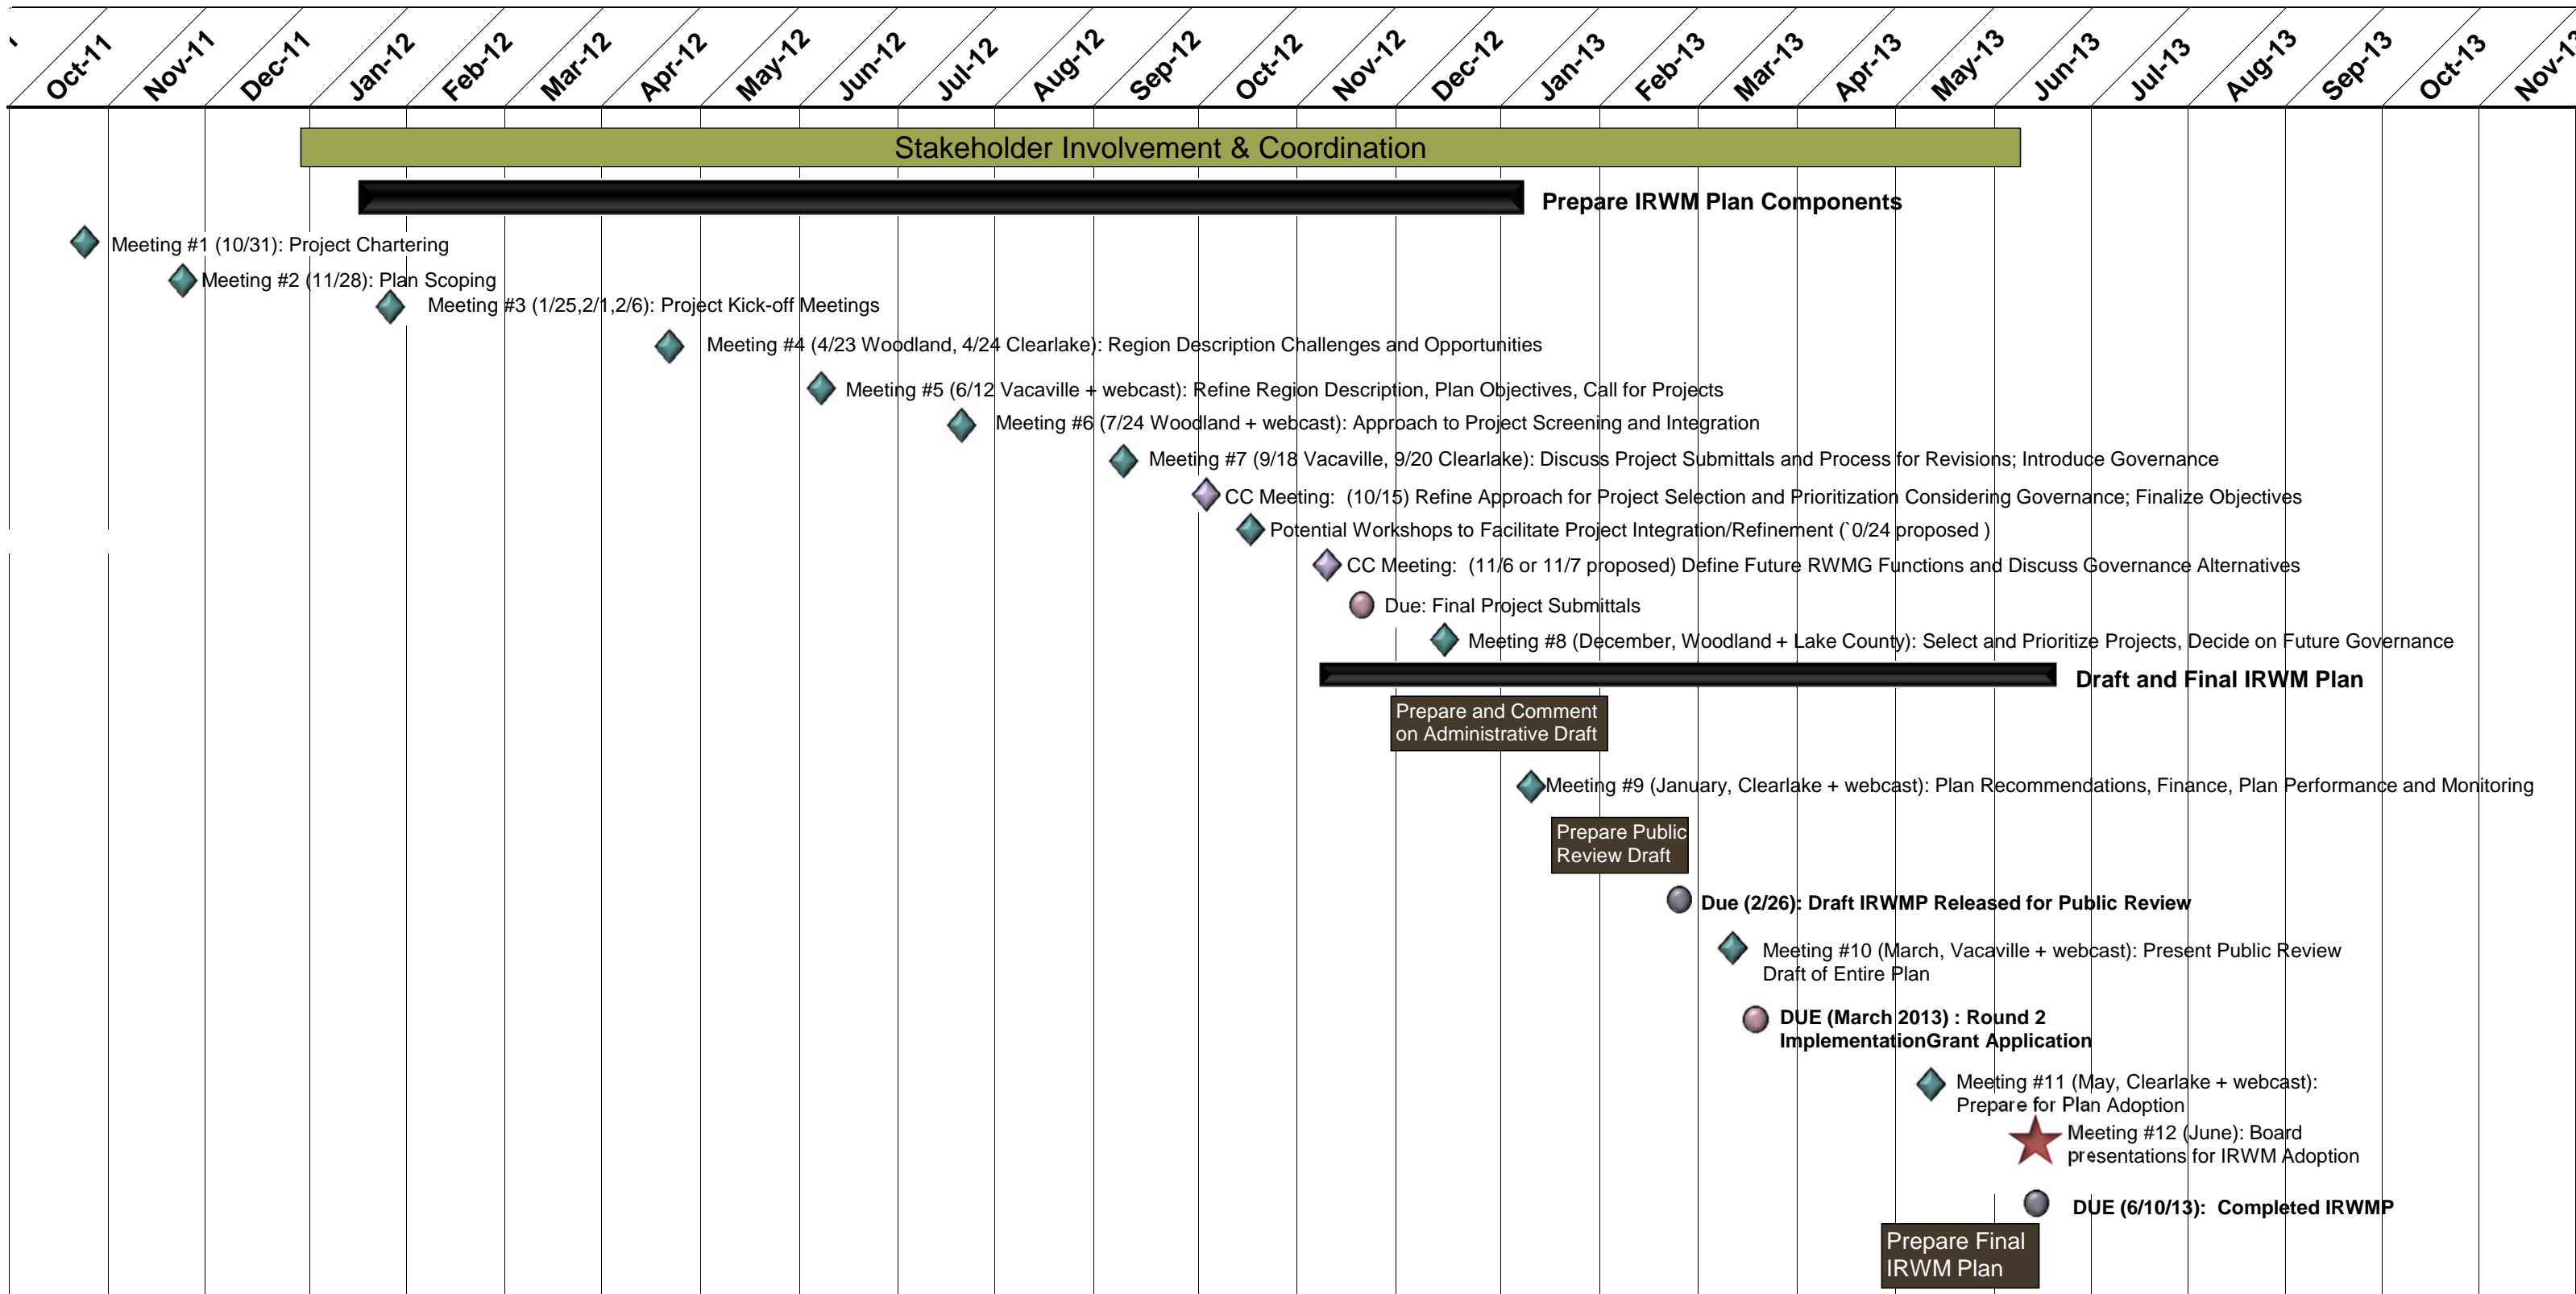 Oct-11
Nov-11
Dec-11
Jan-12
Feb-12
Mar-12
Apr-12
May-12
Jun-12
Jul-12
Aug-12
Sep-12
Oct-12
Nov-12
Dec-12
Jan-13
Feb-13
Mar-13
Apr-13
May-13
Jun-13
Jul-13
Aug-13
Sep-13
Oct-13
Nov-13
Stakeholder Involvement & Coordination
Prepare IRWM Plan Components
Meeting #1 (10/31): Project Chartering
Meeting #2 (11/28): Plan Scoping
Meeting #3 (1/25,2/1,2/6): Project Kick-off Meetings
Meeting #4 (4/23 Woodland, 4/24 Clearlake): Region Description Challenges and Opportunities
Meeting #5 (6/12 Vacaville + webcast): Refine Region Description, Plan Objectives, Call for Projects
Meeting #6 (7/24 Woodland + webcast): Approach to Project Screening and Integration
Meeting #7 (9/18 Vacaville, 9/20 Clearlake): Discuss Project Submittals and Process for Revisions; Introduce Governance
CC Meeting: (10/15) Refine Approach for Project Selection and Prioritization Considering Governance; Finalize Objectives
Potential Workshops to Facilitate Project Integration/Refinement (`0/24 proposed )
CC Meeting: (11/6 or 11/7 proposed) Define Future RWMG Functions and Discuss Governance Alternatives
Due: Final Project Submittals
Meeting #8 (December, Woodland + Lake County): Select and Prioritize Projects, Decide on Future Governance
Draft and Final IRWM Plan
Prepare and Comment
on Administrative Draft
Meeting #9 (January, Clearlake + webcast): Plan Recommendations, Finance, Plan Performance and Monitoring
Prepare Public
Review Draft
Due (2/26): Draft IRWMP Released for Public Review
Meeting #10 (March, Vacaville + webcast): Present Public Review
Draft of Entire Plan
DUE (March 2013) : Round 2
ImplementationGrant Application
Meeting #11 (May, Clearlake + webcast):
Prepare for Plan Adoption
Meeting #12 (June): Board
presentations for IRWM Adoption
DUE (6/10/13): Completed IRWMP
Prepare Final
IRWM Plan